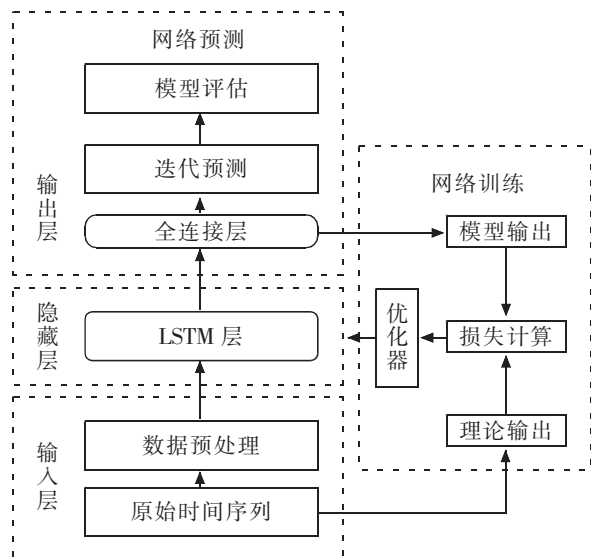 网络预测
模型评估
迭代预测
输出层
全连接层
网络训练
模型输出
隐藏层
LSTM 层
优化器
损失计算
理论输出
输入层
数据预处理
原始时间序列